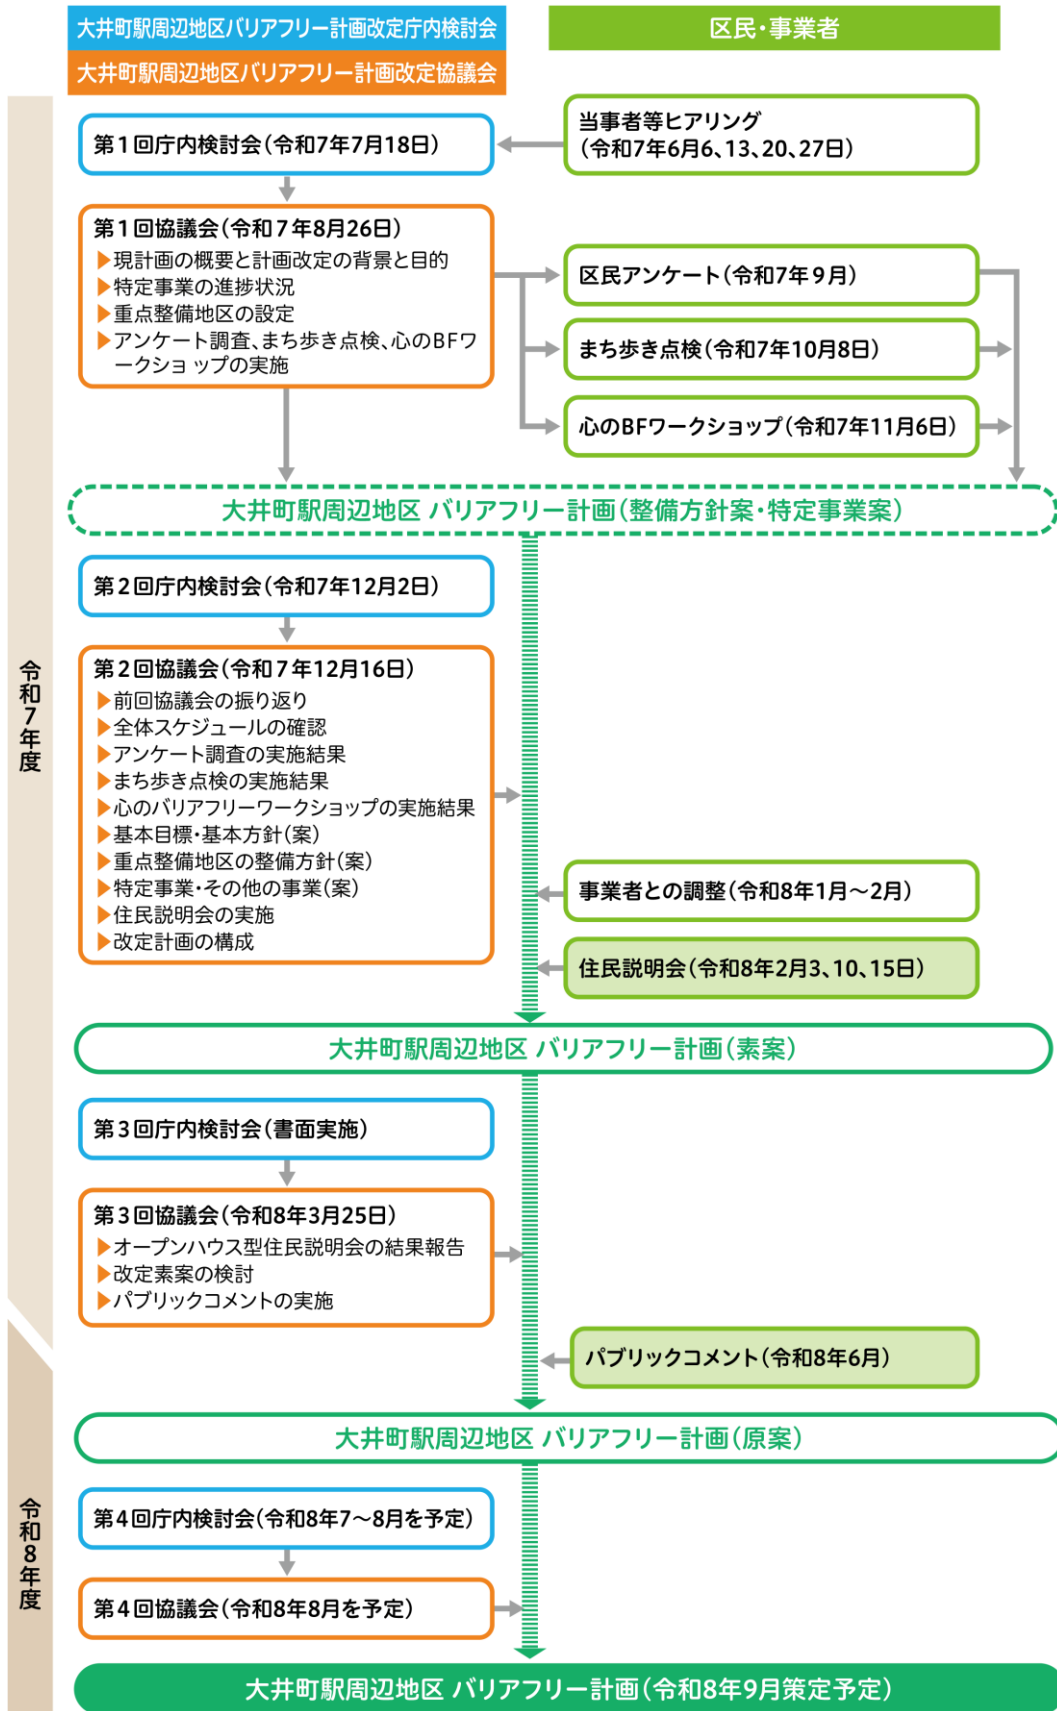 大井町駅周辺地区バリアフリー計画改定庁内検討会
大井町駅周辺地区バリアフリー計画改定協議会
区民・事業者
令和7年度
第1回庁内検討会(令和7年7月18日)
当事者等ヒアリング
(令和7年6月6、13、20、27日)
第1回協議会(令和7年8月26日)
▶現計画の概要と計画改定の背景と目的
▶特定事業の進捗状況
▶重点整備地区の設定
▶アンケート調査、まち歩き点検、心のBFワ
ークショップの実施
区民アンケート(令和7年9月)
まち歩き点検(令和7年10月8日)
心のBFワークショップ(令和7年11月6日)
大井町駅周辺地区 バリアフリー計画(整備方針案・特定事業案)
第2回庁内検討会(令和7年12月2日)
第2回協議会(令和7年12月16日)
▶前回協議会の振り返り
▶全体スケジュールの確認
▶アンケート調査の実施結果
▶まち歩き点検の実施結果
▶心のバリアフリーワークショップの実施結果
▶基本目標・基本方針(案)
▶重点整備地区の整備方針(案)
▶特定事業・その他の事業(案)
▶住民説明会の実施
▶改定計画の構成
事業者との調整(令和8年1月～2月)
住民説明会(令和8年2月3、10、15日)
大井町駅周辺地区 バリアフリー計画(素案)
第3回庁内検討会(書面実施)
第3回協議会(令和8年3月25日)
▶オープンハウス型住民説明会の結果報告
▶改定素案の検討
▶パブリックコメントの実施
令和8年度
パブリックコメント(令和8年6月)
大井町駅周辺地区 バリアフリー計画(原案)
第4回庁内検討会(令和8年7～8月を予定)
第4回協議会(令和8年8月を予定)
大井町駅周辺地区 バリアフリー計画(令和8年9月策定予定)